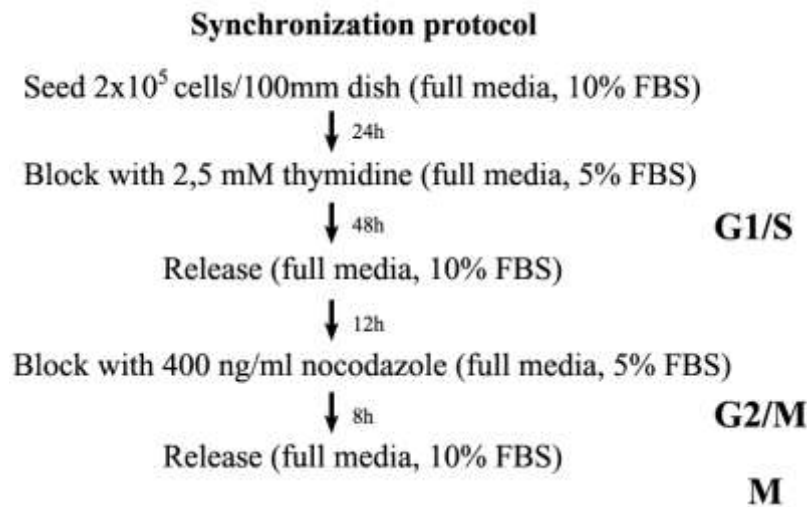 Synchronization protocol
Seed 2x10⁵ cells/100mm dish (full media, 10% FBS)
24h
Block with 2,5 mM thymidine (full media, 5% FBS)
48h
G1/S
Release (full media, 10% FBS)
12h
Block with 400 ng/ml nocodazole (full media, 5% FBS)
8h
G2/M
Release (full media, 10% FBS)
M